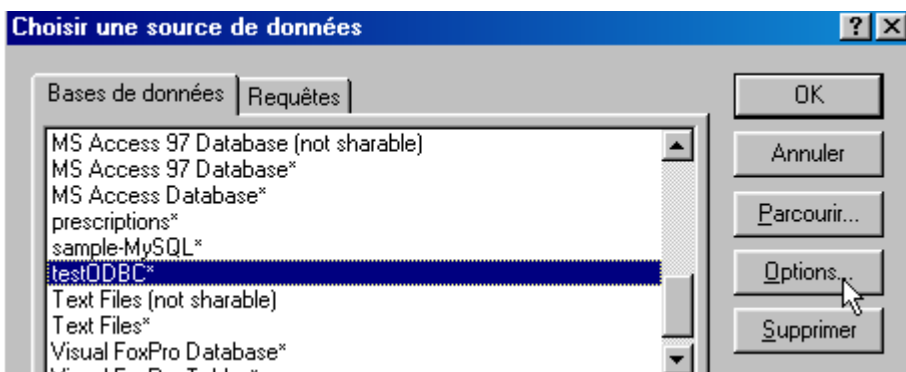 Choisir une source de données
Bases de données
Requêtes
MS Access 97 Database (not sharable)
MS Access 97 Database*
MS Access Database*
prescriptions*
sample-MySQL*
testODBC*
Text Files (not sharable)
Text Files*
Visual FoxPro Database*
OK
Annuler
Parcourir...
Options...
Supprimer